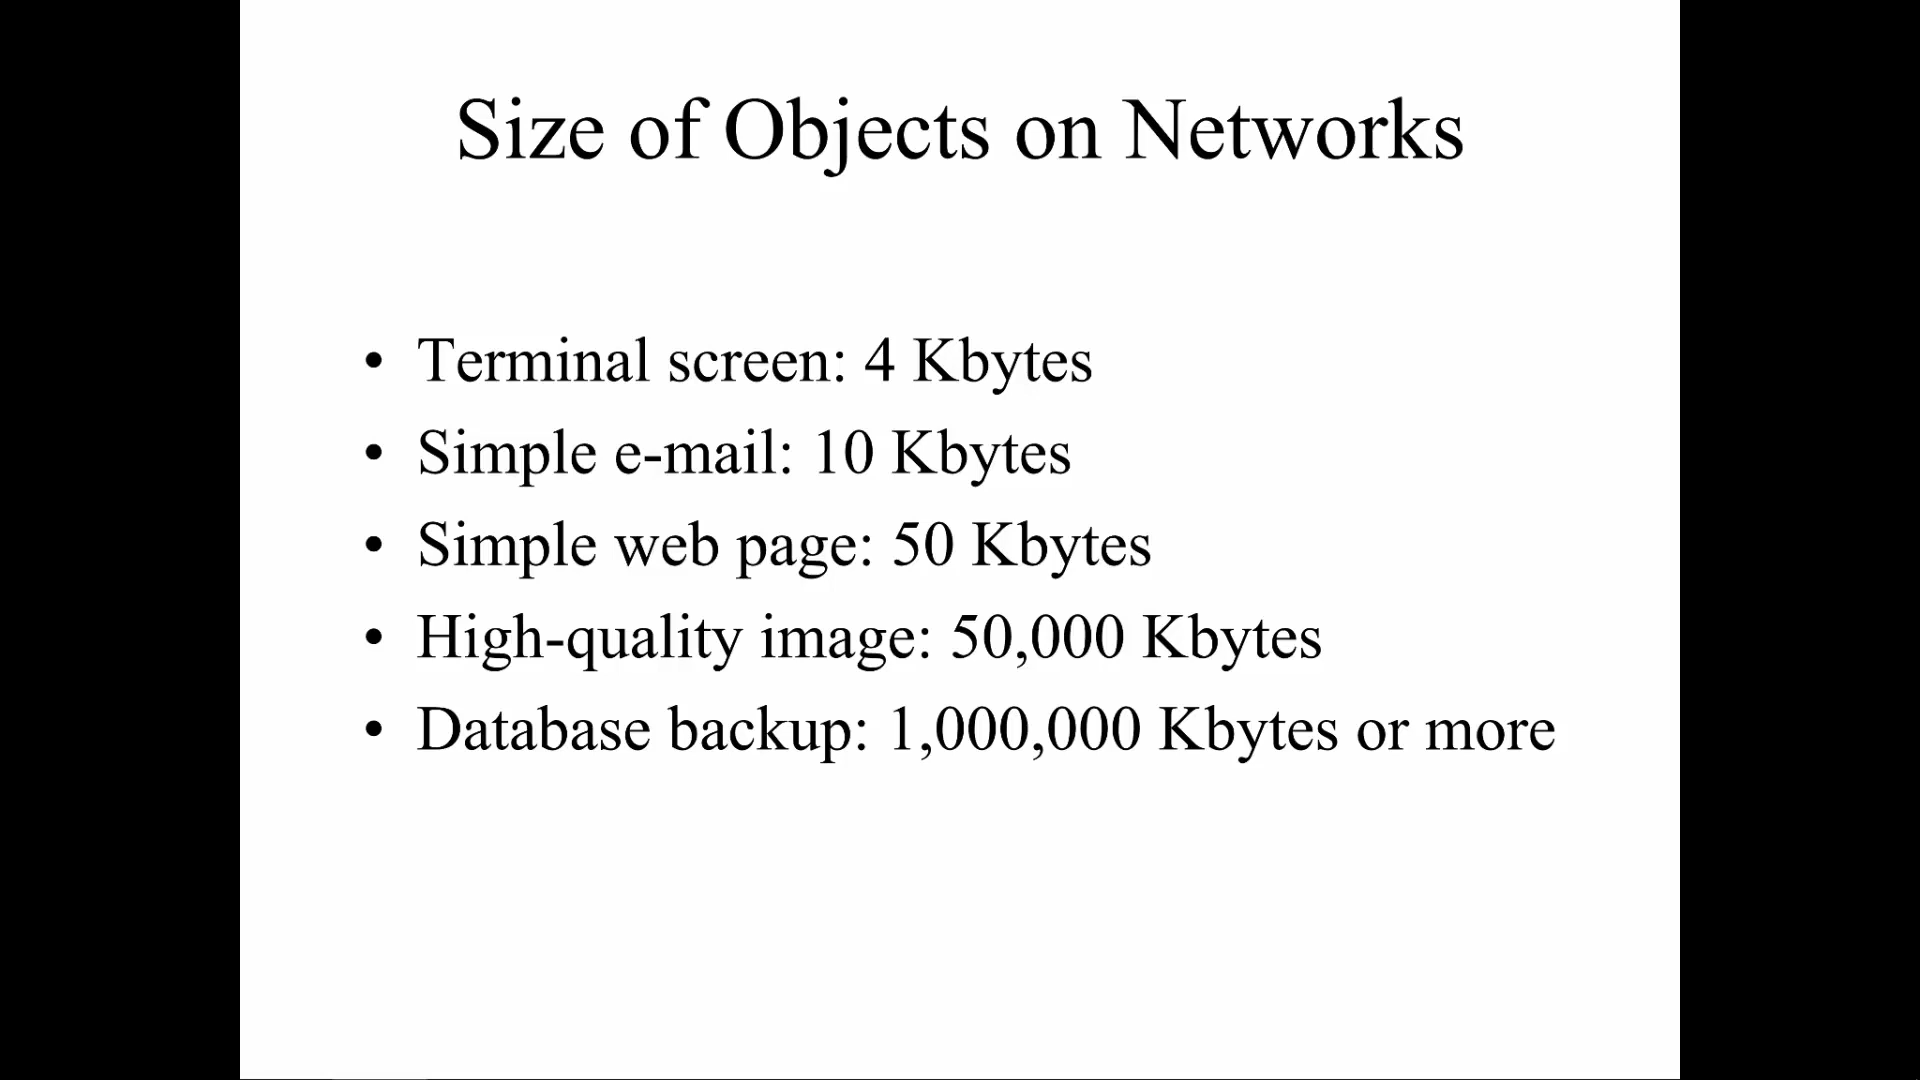 Size of Objects on Networks
• Terminal screen: 4 Kbytes
• Simple e-mail: 10 Kbytes
• Simple web page: 50 Kbytes
• High-quality image: 50,000 Kbytes
• Database backup: 1,000,000 Kbytes or more